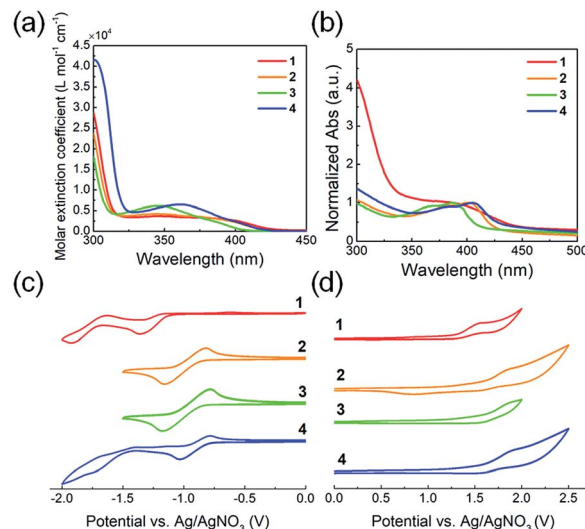 (a)
Molar extinction coefficient (L mol⁻¹ cm⁻¹)
×10⁴
4.5
4.0
3.5
3.0
2.5
2.0
1.5
1.0
0.5
0.0
300 350 400 450
Wavelength (nm)
1
2
3
4
(b)
Normalized Abs (a.u.)
5
4
3
2
1
0
300 350 400 450 500
Wavelength (nm)
1
2
3
4
(c)
1
2
3
4
-2.0 -1.5 -1.0 -0.5 0.0
Potential vs. Ag/AgNO₃ (V)
(d)
1
2
3
4
0.0 0.5 1.0 1.5 2.0 2.5
Potential vs. Ag/AgNO₃ (V)